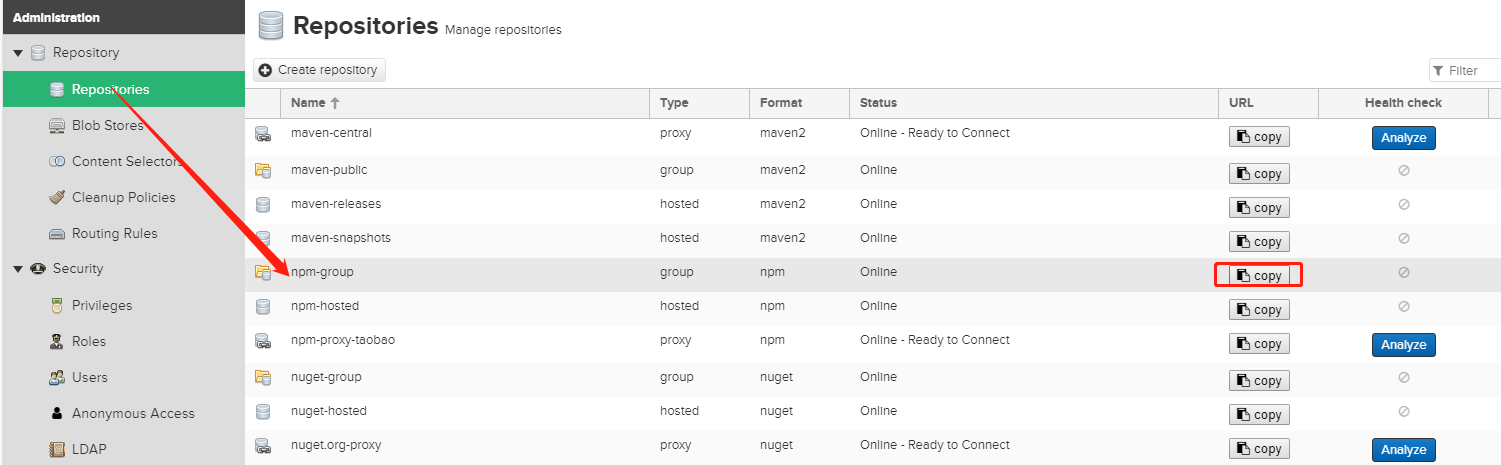 Administration
Repository
Repositories
Blob Stores
Content Selectors
Cleanup Policies
Routing Rules
Security
Privileges
Roles
Users
Anonymous Access
LDAP
Repositories Manage repositories
Create repository
Filter
Name Type Format Status URL Health check
maven-central proxy maven2 Online - Ready to Connect copy Analyze
maven-public group maven2 Online copy
maven-releases hosted maven2 Online copy
maven-snapshots hosted maven2 Online copy
npm-group group npm Online copy
npm-hosted hosted npm Online copy
npm-proxy-taobao proxy npm Online - Ready to Connect copy Analyze
nuget-group group nuget Online copy
nuget-hosted hosted nuget Online copy
nuget.org-proxy proxy nuget Online - Ready to Connect copy Analyze